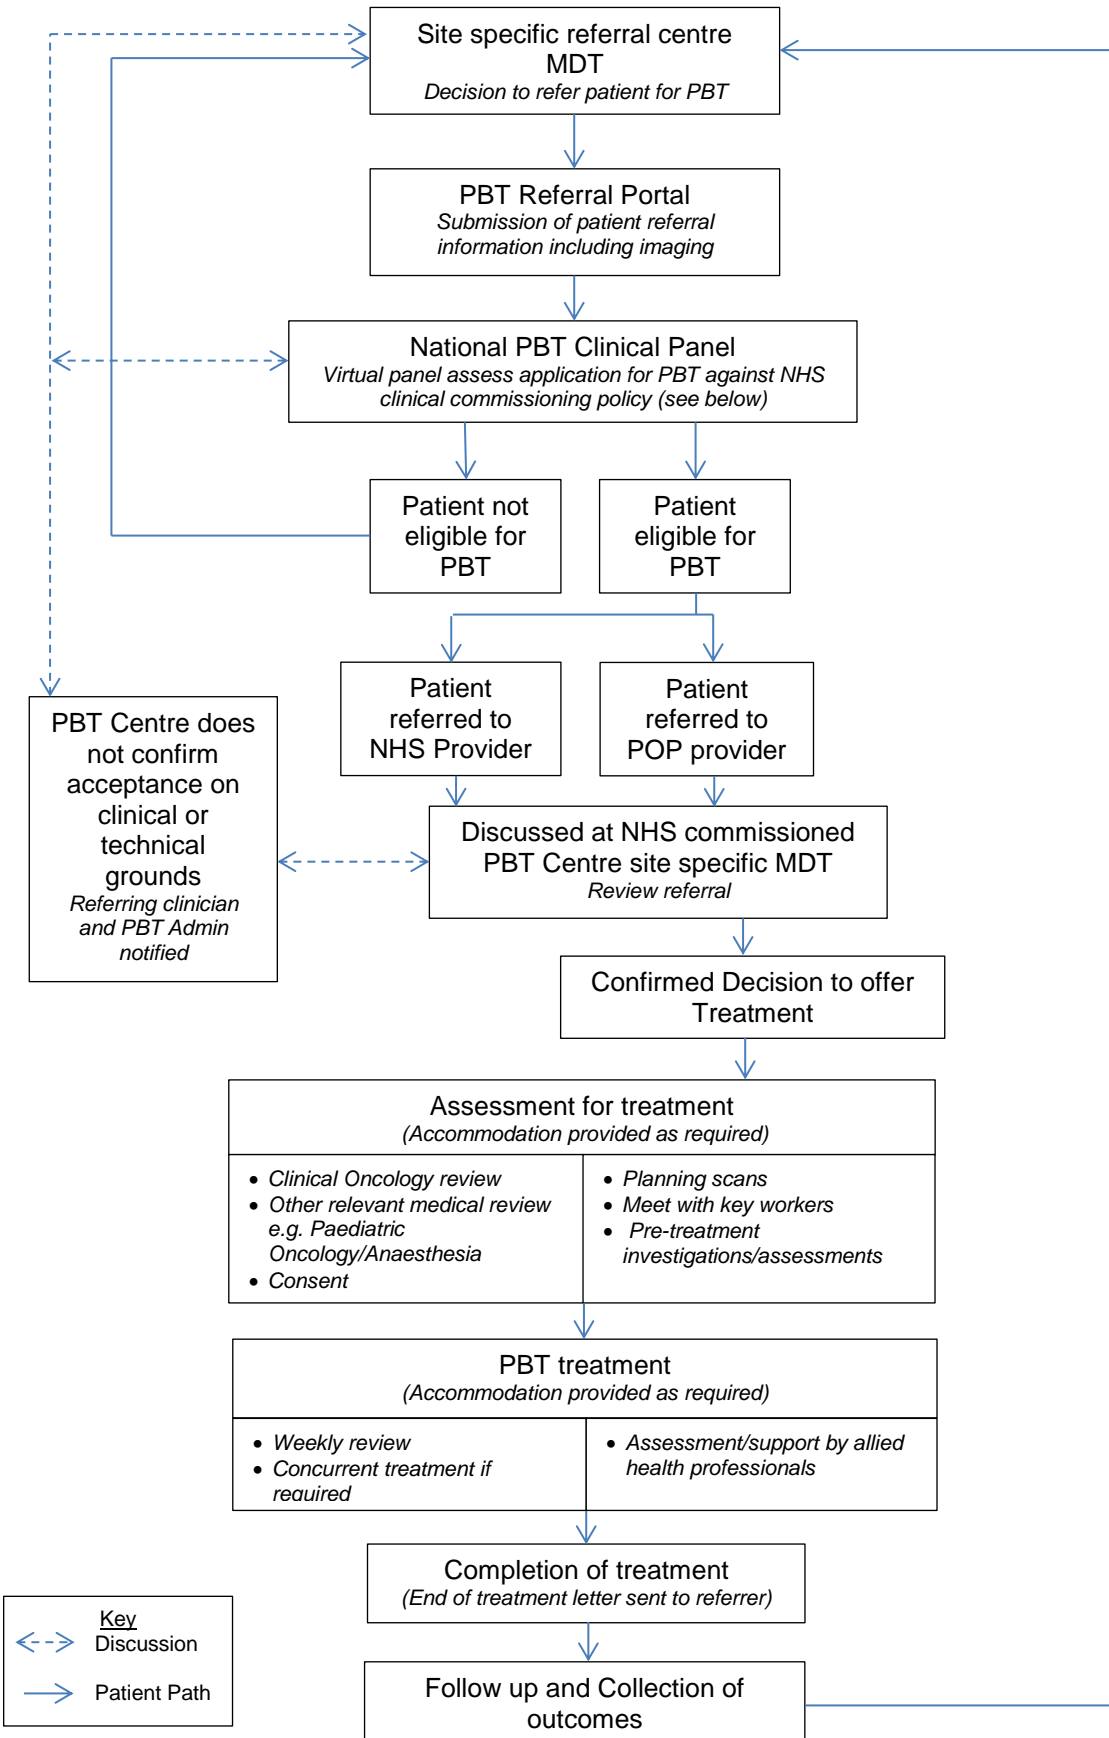 Site specific referral centre
MDT
Decision to refer patient for PBT
PBT Referral Portal
Submission of patient referral
information including imaging
National PBT Clinical Panel
Virtual panel assess application for PBT against NHS
clinical commissioning policy (see below)
Patient not
eligible for
PBT
Patient
eligible for
PBT
Patient
referred to
NHS Provider
Patient
referred to
POP provider
PBT Centre does
not confirm
acceptance on
clinical or
technical
grounds
Referring clinician
and PBT Admin
notified
Discussed at NHS commissioned
PBT Centre site specific MDT
Review referral
Confirmed Decision to offer
Treatment
Assessment for treatment
(Accommodation provided as required)
• Clinical Oncology review
• Other relevant medical review
e.g. Paediatric
Oncology/Anaesthesia
• Consent
• Planning scans
• Meet with key workers
• Pre-treatment
investigations/assessments
PBT treatment
(Accommodation provided as required)
• Weekly review
• Concurrent treatment if
required
• Assessment/support by allied
health professionals
Completion of treatment
(End of treatment letter sent to referrer)
Follow up and Collection of
outcomes
Key
Discussion
Patient Path